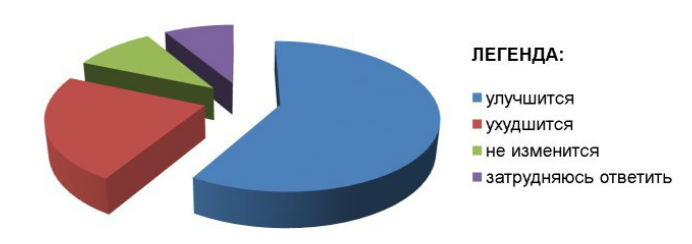 ЛЕГЕНДА:
улучшится
ухудшится
не изменится
затрудняюсь ответить